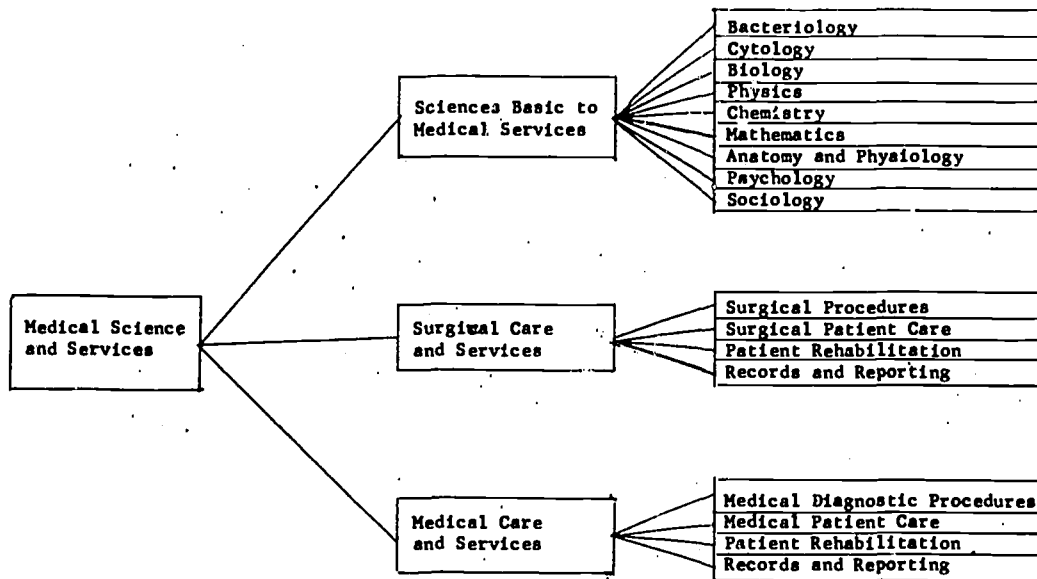 Medical Science
and Services
Sciences Basic to
Medical Services
Bacteriology
Cytology
Biology
Physics
Chemistry
Mathematics
Anatomy and Physiology
Psychology
Sociology
Surgical Care
and Services
Surgical Procedures
Surgical Patient Care
Patient Rehabilitation
Records and Reporting
Medical Care
and Services
Medical Diagnostic Procedures
Medical Patient Care
Patient Rehabilitation
Records and Reporting